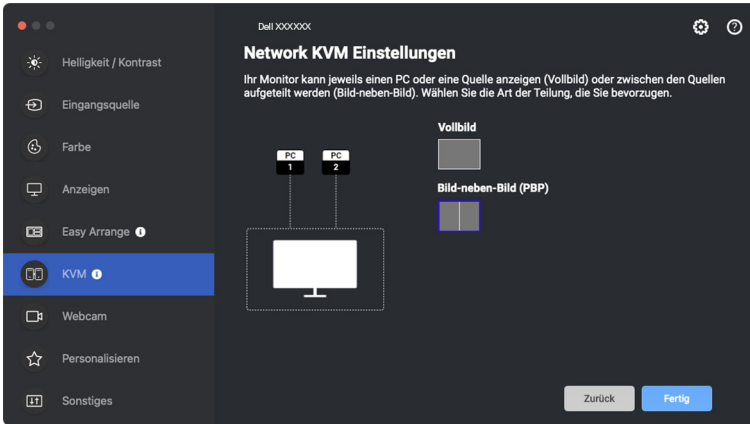 Dell XXXXXX
Helligkeit / Kontrast
Eingangsquelle
Farbe
Anzeigen
Easy Arrange
KVM
Webcam
Personalisieren
Sonstiges
Network KVM Einstellungen
Ihr Monitor kann jeweils einen PC oder eine Quelle anzeigen (Vollbild) oder zwischen den Quellen
aufgeteilt werden (Bild-neben-Bild). Wählen Sie die Art der Teilung, die Sie bevorzugen.
PC
1
PC
2
Vollbild
Bild-neben-Bild (PBP)
Zurück
Fertig